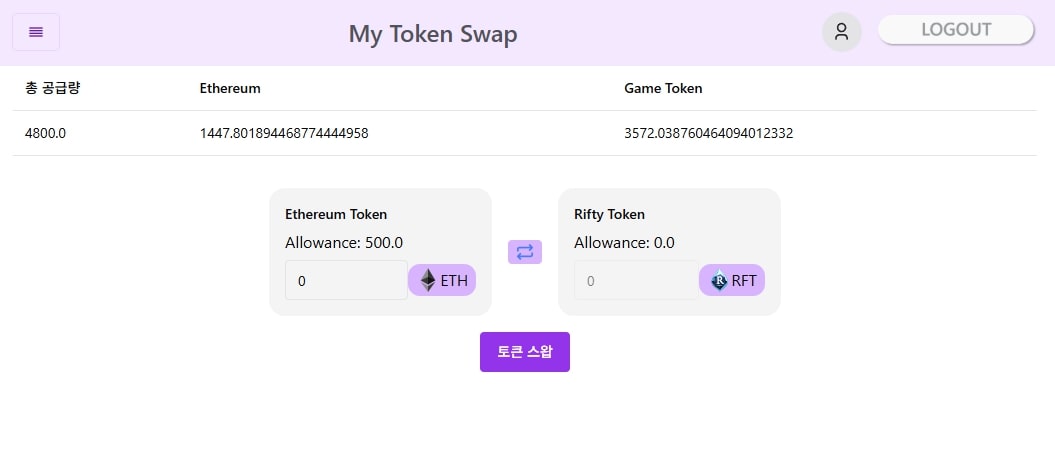 My Token Swap
LOGOUT
총 공급량 Ethereum Game Token
4800.0 1447.801894468774444958 3572.038760464094012332
Ethereum Token
Allowance: 500.0
0 ETH
Rifty Token
Allowance: 0.0
0 R RFT
토큰 스왑